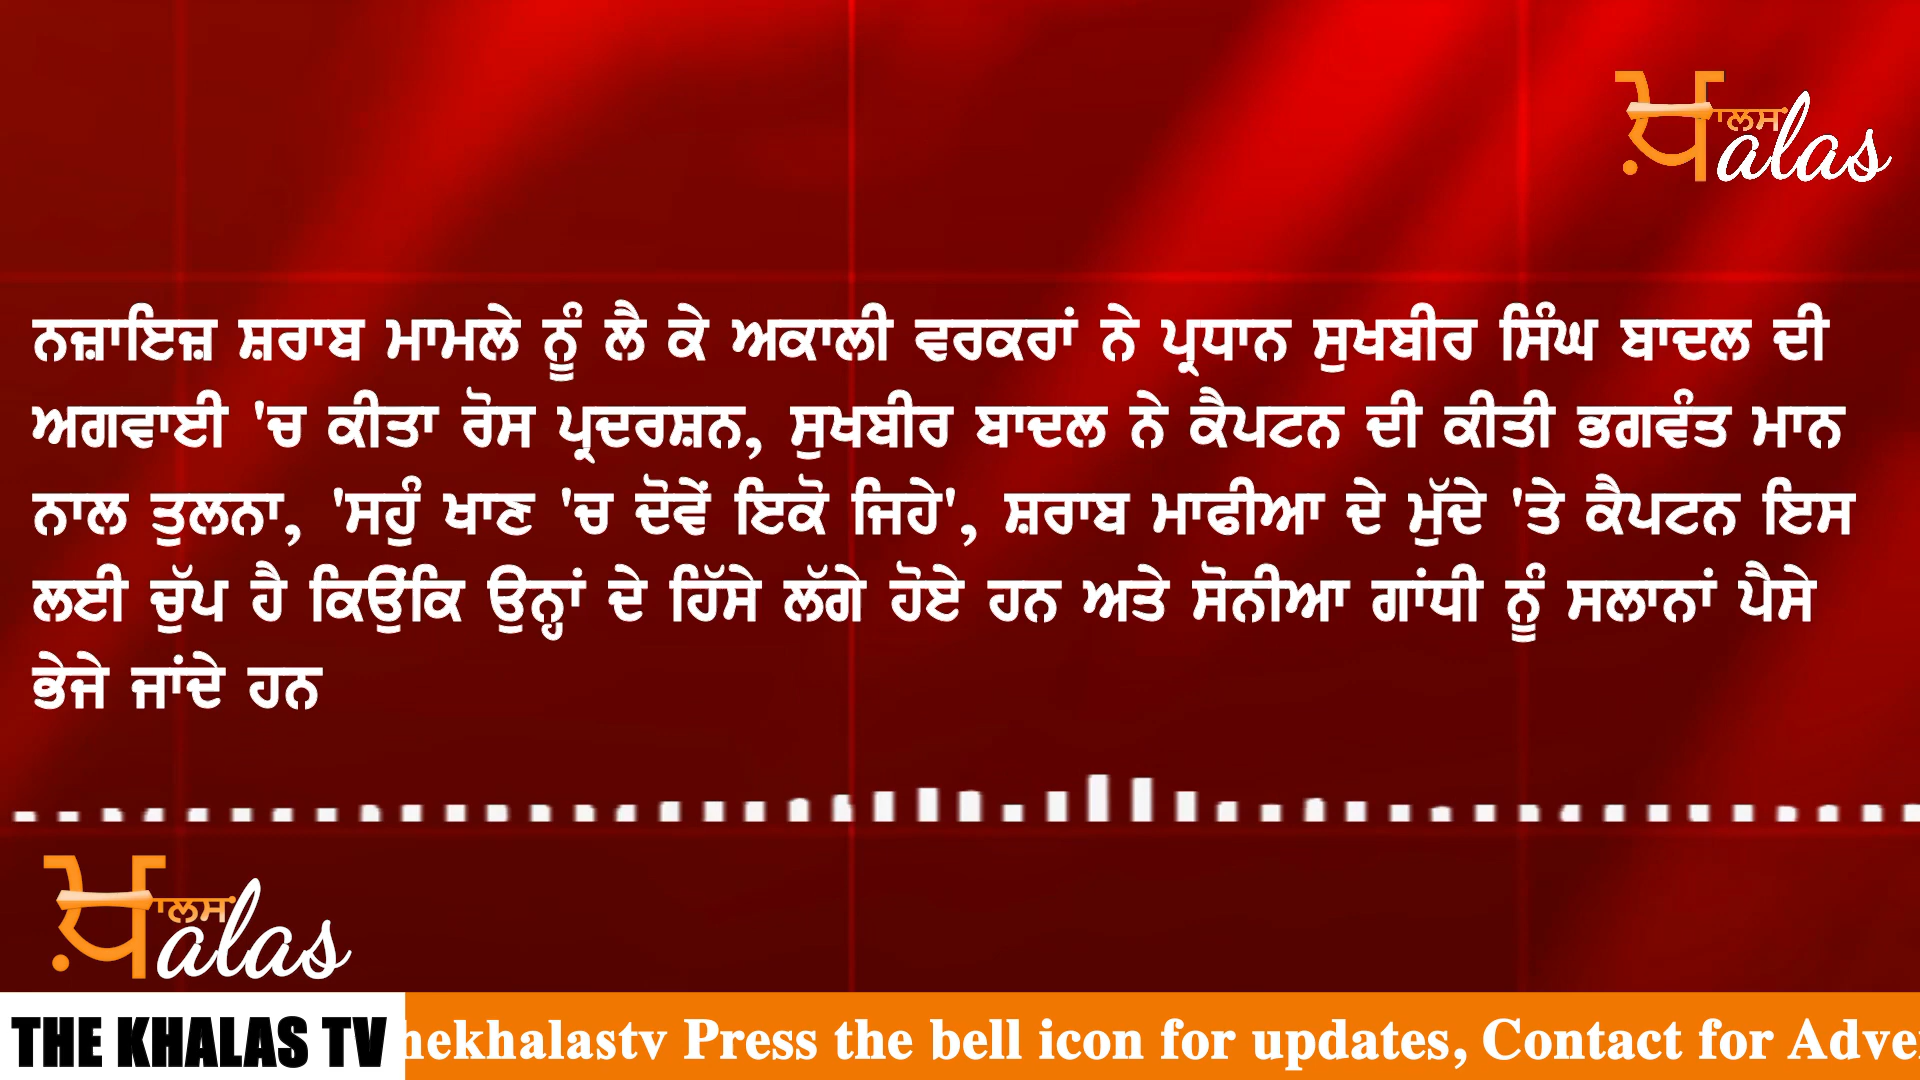 ਖ਼ਾਲਸ alas
ਨਜ਼ਾਇਜ਼ ਸ਼ਰਾਬ ਮਾਮਲੇ ਨੂੰ ਲੈ ਕੇ ਅਕਾਲੀ ਵਰਕਰਾਂ ਨੇ ਪ੍ਰਧਾਨ ਸੁਖਬੀਰ ਸਿੰਘ ਬਾਦਲ ਦੀ
ਅਗਵਾਈ 'ਚ ਕੀਤਾ ਰੋਸ ਪ੍ਰਦਰਸ਼ਨ, ਸੁਖਬੀਰ ਬਾਦਲ ਨੇ ਕੈਪਟਨ ਦੀ ਕੀਤੀ ਭਗਵੰਤ ਮਾਨ
ਨਾਲ ਤੁਲਨਾ, 'ਸਹੁੰ ਖਾਣ 'ਚ ਦੋਵੇਂ ਇਕੋ ਜਿਹੇ', ਸ਼ਰਾਬ ਮਾਫੀਆ ਦੇ ਮੁੱਦੇ 'ਤੇ ਕੈਪਟਨ ਇਸ
ਲਈ ਚੁੱਪ ਹੈ ਕਿਉਂਕਿ ਉਨ੍ਹਾਂ ਦੇ ਹਿੱਸੇ ਲੱਗੇ ਹੋਏ ਹਨ ਅਤੇ ਸੋਨੀਆ ਗਾਂਧੀ ਨੂੰ ਸਲਾਨਾਂ ਪੈਸੇ
ਭੇਜੇ ਜਾਂਦੇ ਹਨ
ਖ਼ਾਲਸ alas
THE KHALAS TV hekhalastv Press the bell icon for updates, Contact for Adve